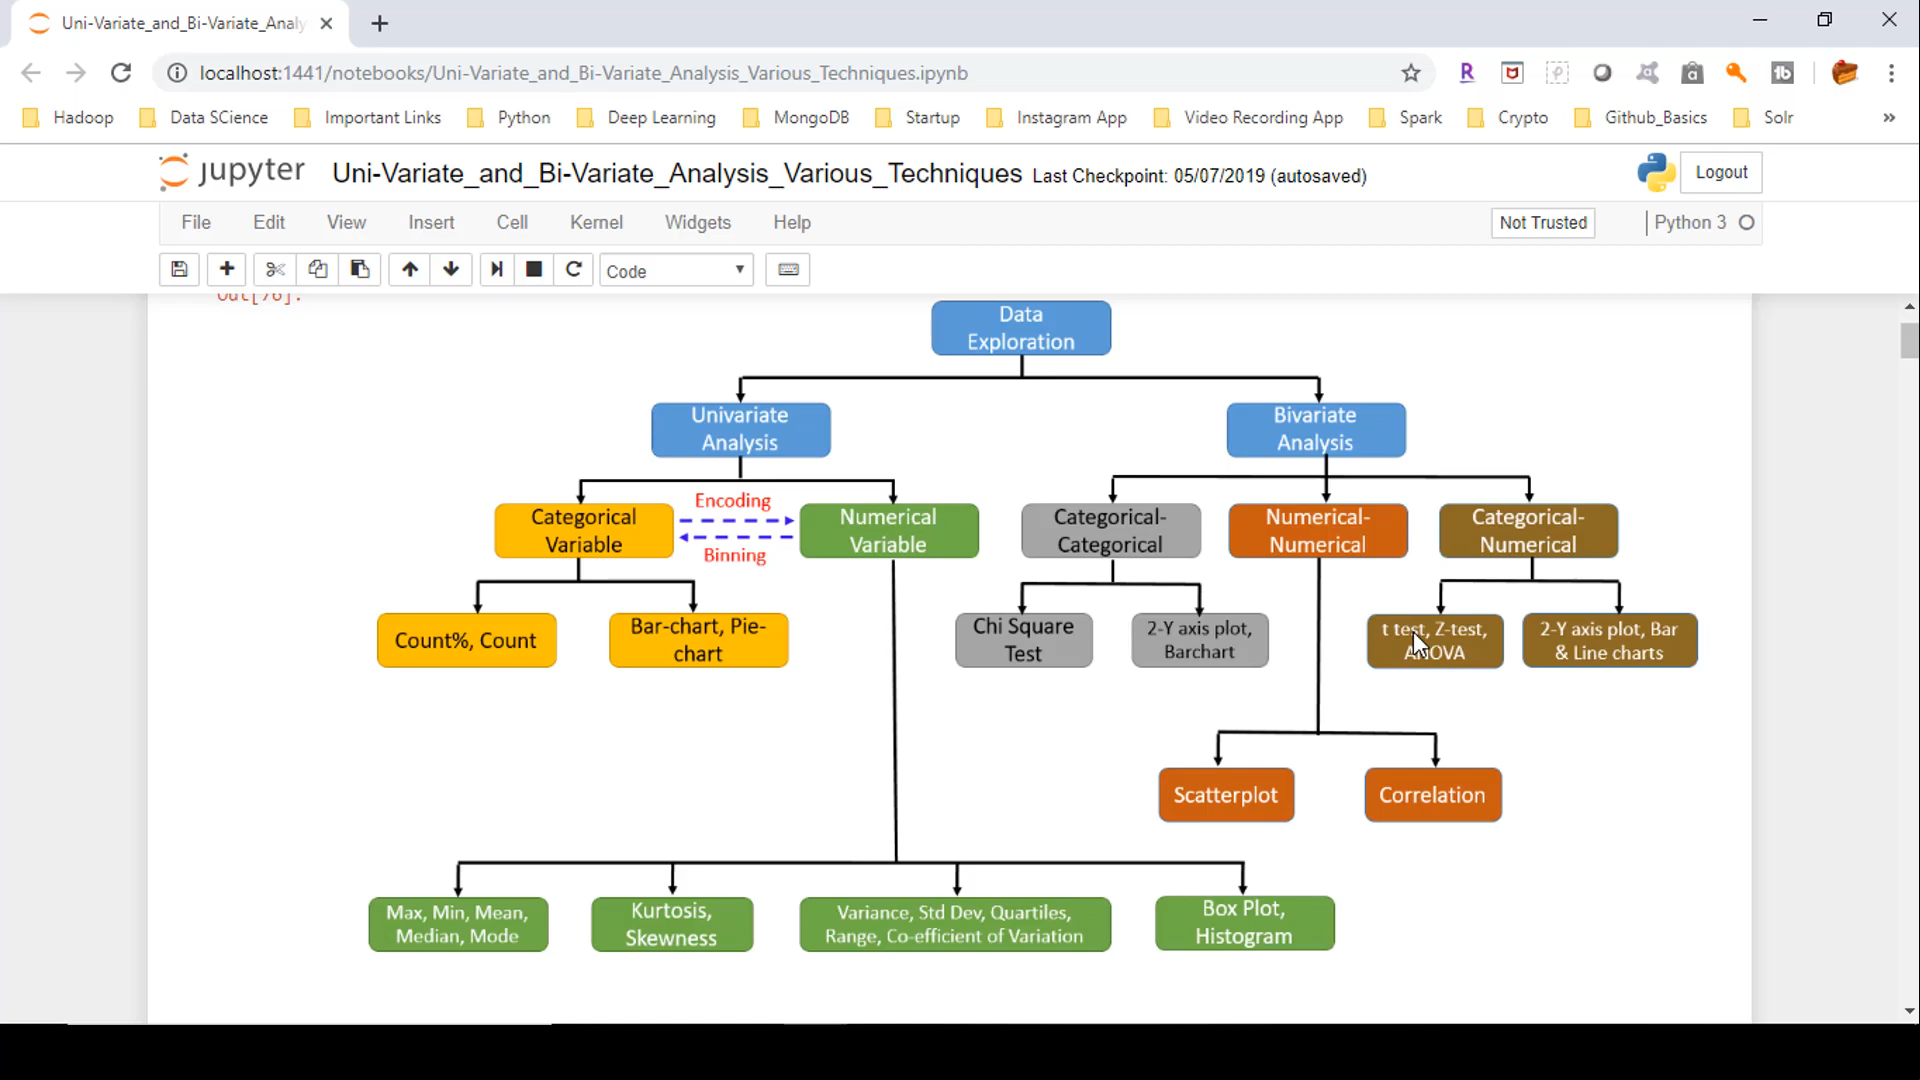 Uni-Variate_and_Bi-Variate_Analy
localhost:1441/notebooks/Uni-Variate_and_Bi-Variate_Analysis_Various_Techniques.ipynb
Hadoop Data SCience Important Links Python Deep Learning MongoDB Startup Instagram App Video Recording App Spark Crypto Github_Basics Solr »
jupyter Uni-Variate_and_Bi-Variate_Analysis_Various_Techniques Last Checkpoint: 05/07/2019 (autosaved) Logout
File Edit View Insert Cell Kernel Widgets Help Not Trusted Python 3
Code
Out[76]:
Data
Exploration
Univariate
Analysis
Bivariate
Analysis
Categorical
Variable
Encoding
Binning
Numerical
Variable
Categorical-
Categorical
Numerical-
Numerical
Categorical-
Numerical
Count%, Count
Bar-chart, Pie-
chart
Chi Square
Test
2-Y axis plot,
Barchart
t test, Z-test,
ANOVA
2-Y axis plot, Bar
& Line charts
Scatterplot
Correlation
Max, Min, Mean,
Median, Mode
Kurtosis,
Skewness
Variance, Std Dev, Quartiles,
Range, Co-efficient of Variation
Box Plot,
Histogram